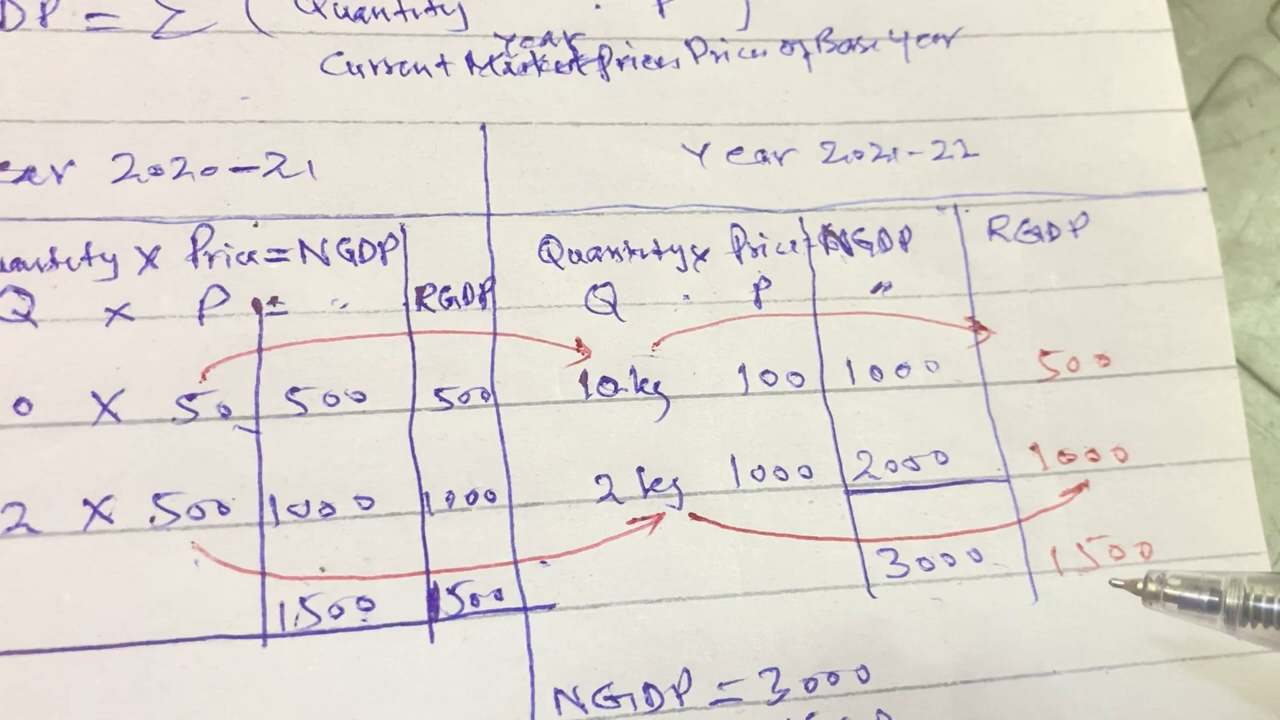 DP = Σ ( Quantity . P )
Year
Current Market Prices Prices of Base Year
ear 2020-21 Year 2021-22
uantity x Price = NGDP Quantity x Price = NGDP RGDP
Q x P = " RGDP Q . P "
0 x 50 500 500 10 kg 100 1000 500
2 x 500 1000 1000 2 kg 1000 2000 1000
1500 1500 3000 1500
NGDP = 3000